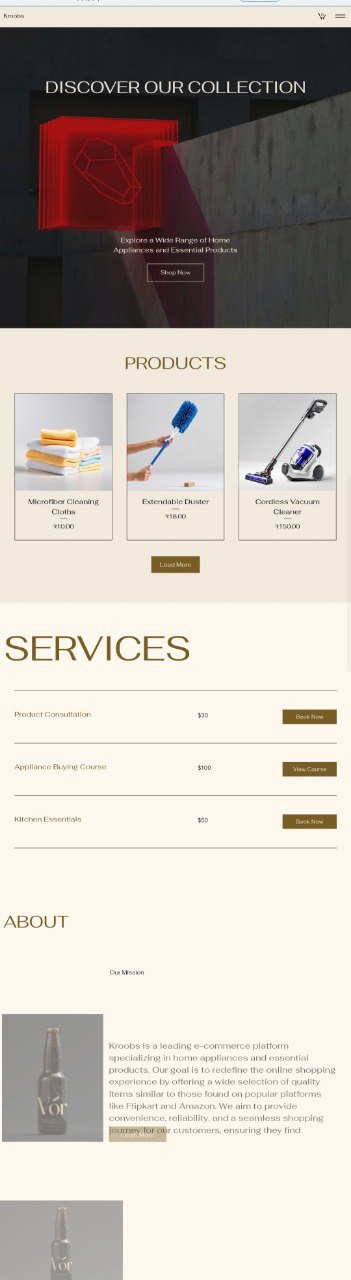 Kroobs
DISCOVER OUR COLLECTION
Explore a Wide Range of Home
Appliances and Essential Products
Shop Now
PRODUCTS
Microfiber Cleaning
Cloths
₹10.00
Extendable Duster
₹18.00
Cordless Vacuum
Cleaner
₹150.00
Load More
SERVICES
Product Consultation
$30
Book Now
Appliance Buying Course
$100
View Course
Kitchen Essentials
$50
Book Now
ABOUT
Our Mission
Vór
Kroobs is a leading e-commerce platform
specializing in home appliances and essential
products. Our goal is to redefine the online shopping
experience by offering a wide selection of quality
items similar to those found on popular platforms
like Flipkart and Amazon. We aim to provide
convenience, reliability, and a seamless shopping
journey for our customers, ensuring they find
Learn More
Vór